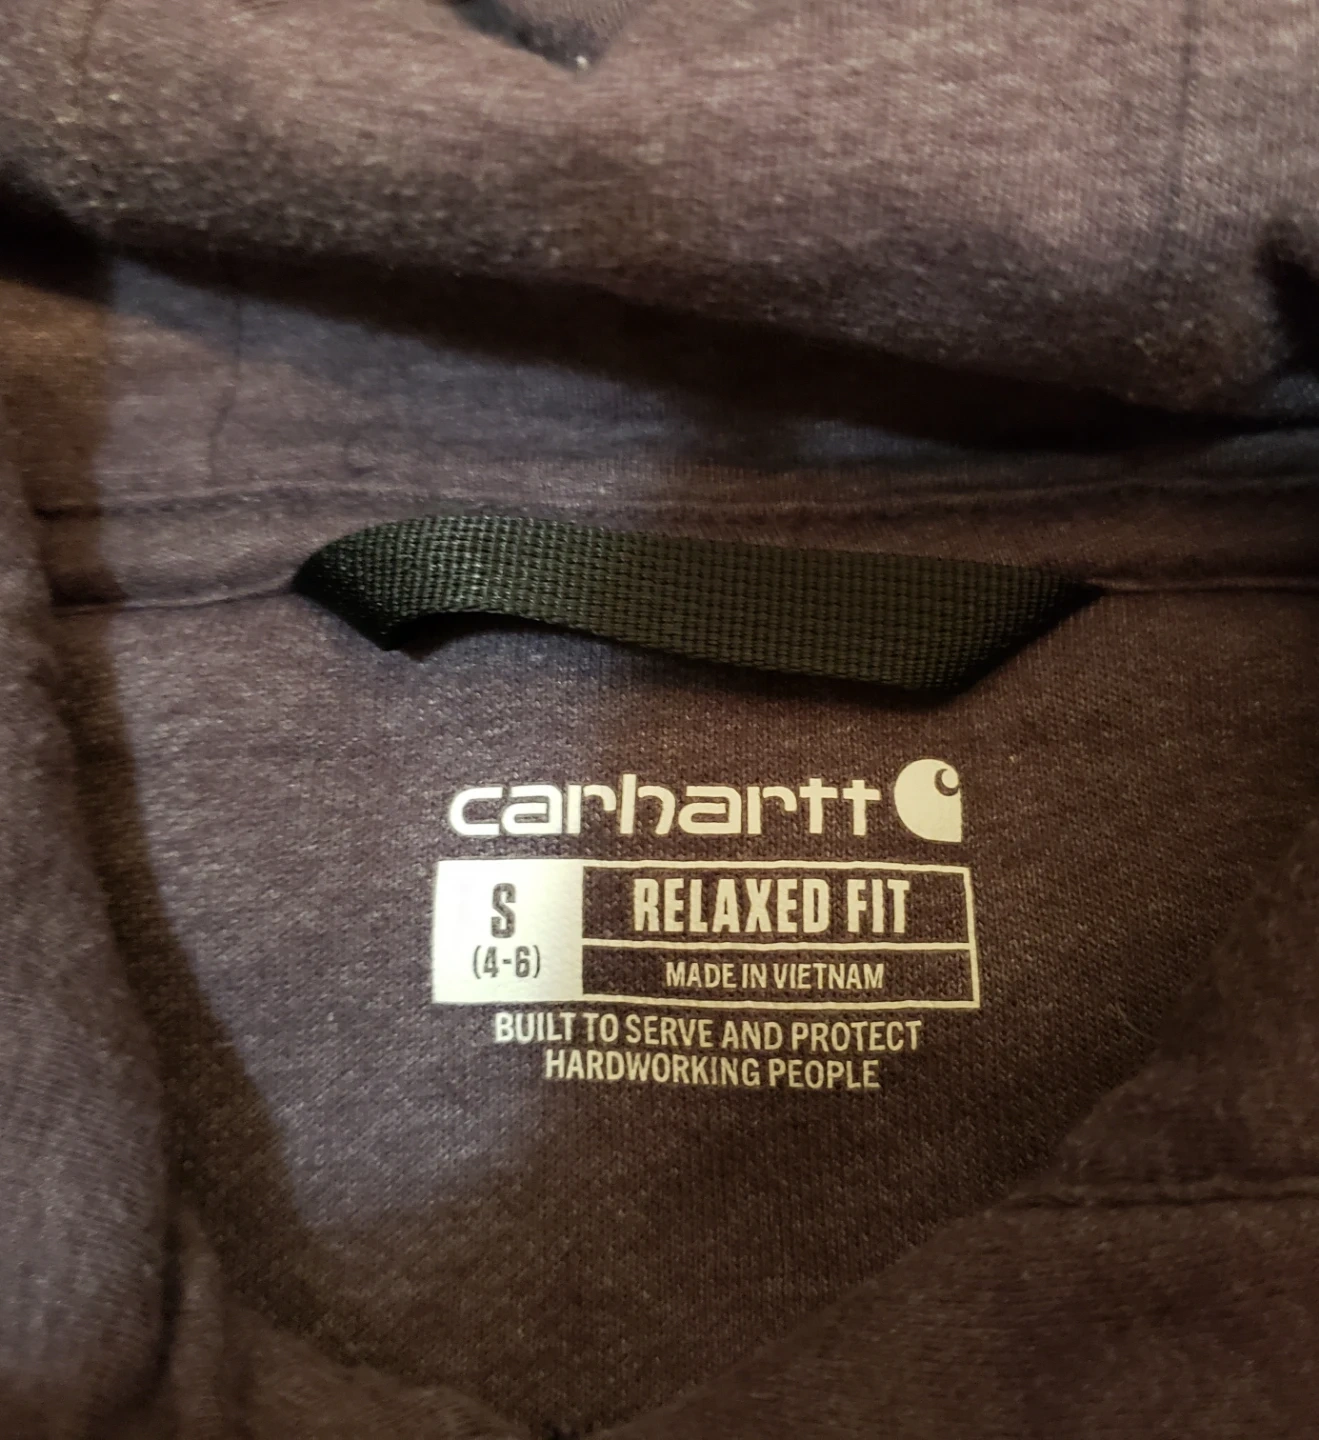 carhartt
S
(4-6)
RELAXED FIT
MADE IN VIETNAM
BUILT TO SERVE AND PROTECT
HARDWORKING PEOPLE